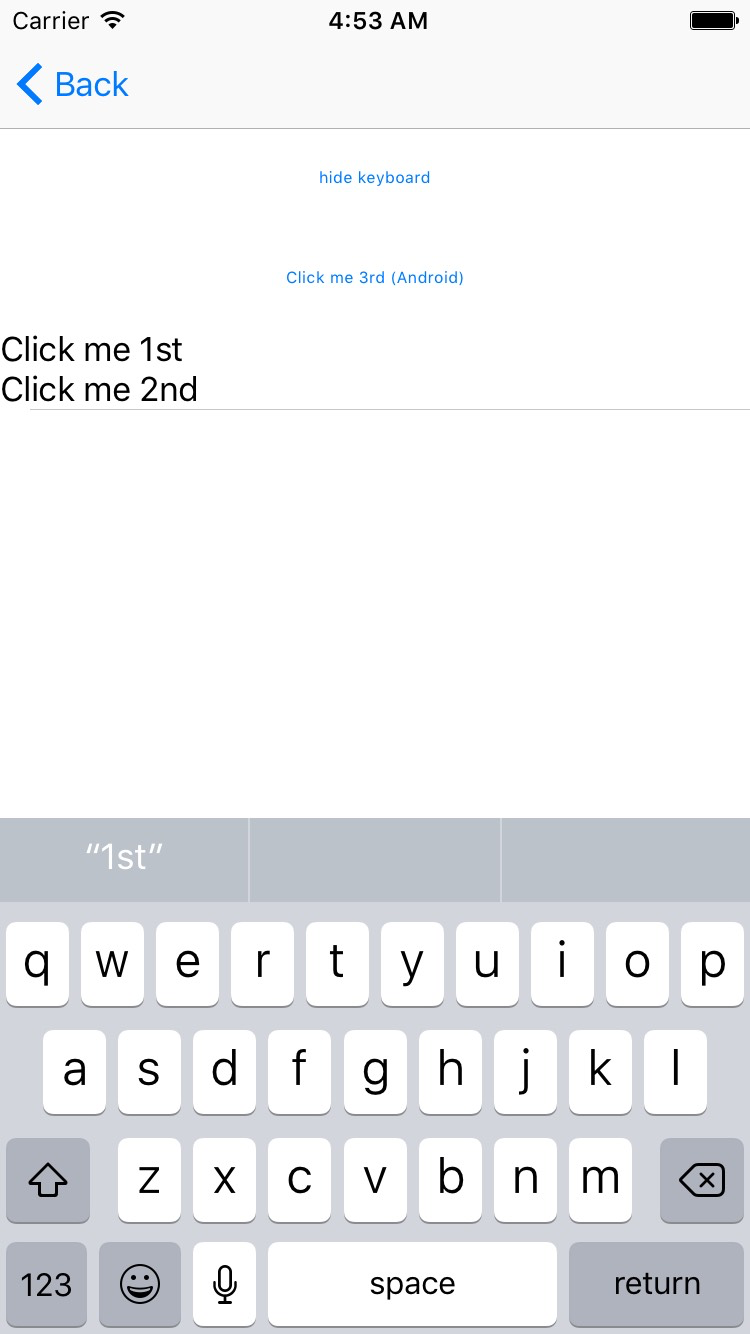 Carrier 4:53 AM
Back
hide keyboard
Click me 3rd (Android)
Click me 1st
Click me 2nd
“1st”
q w e r t y u i o p
a s d f g h j k l
z x c v b n m
123 space return